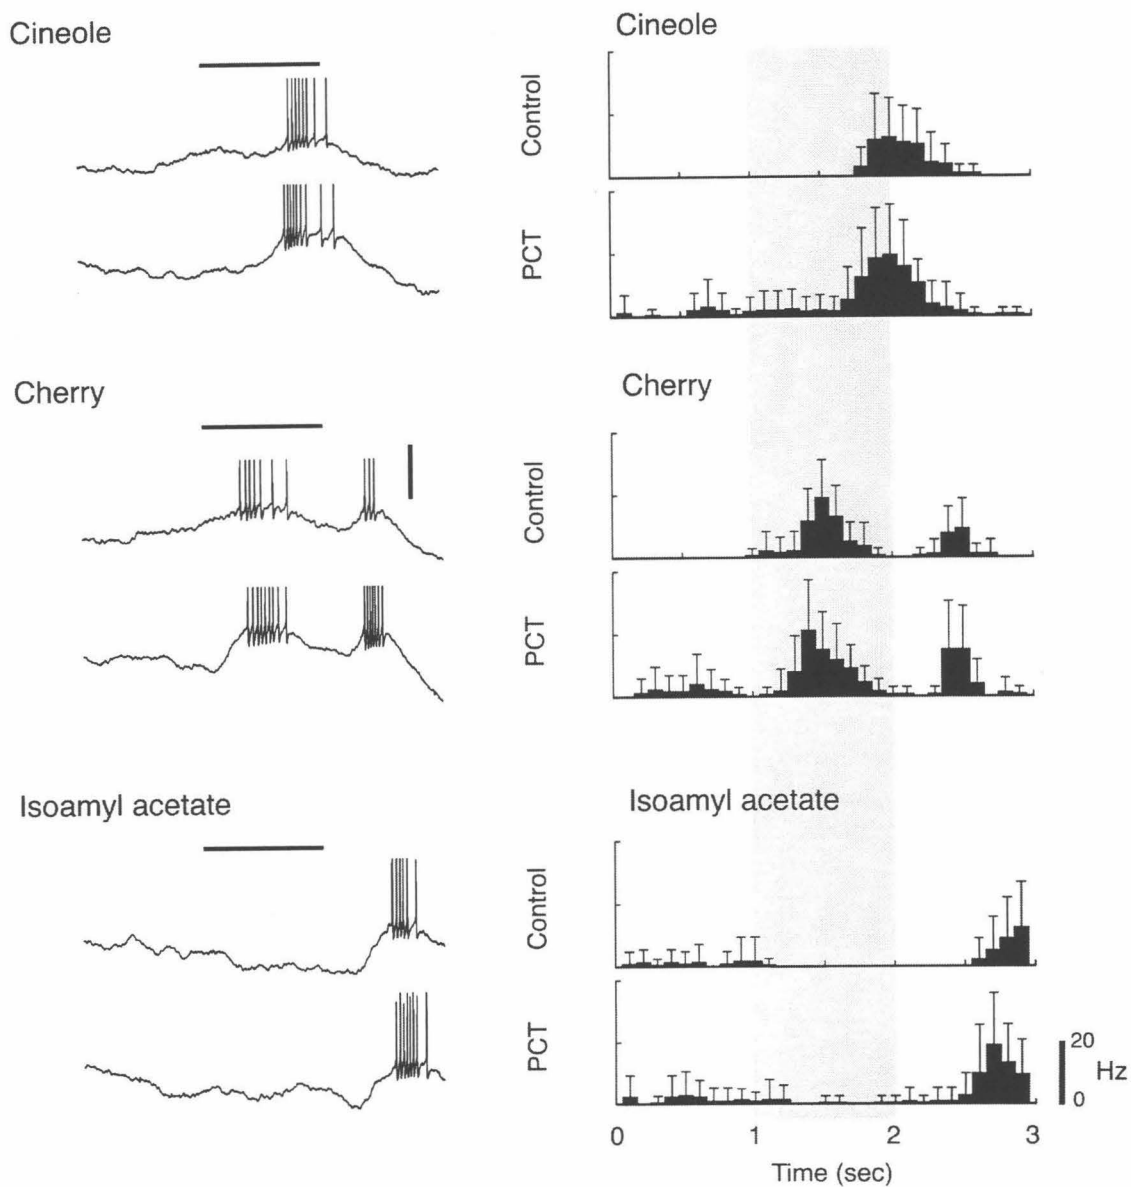 Cineole
Cineole
Control
PCT
Cherry
Cherry
Control
PCT
Isoamyl acetate
Isoamyl acetate
Control
PCT
20
Hz
0
0 1 2 3
Time (sec)